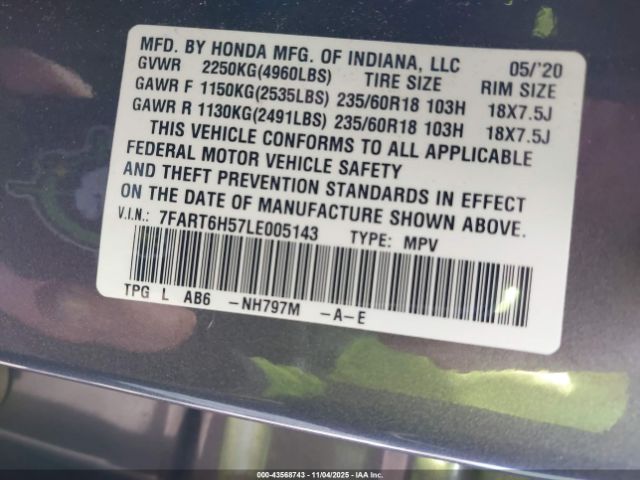 MFD. BY HONDA MFG. OF INDIANA, LLC 05/'20
GVWR 2250KG(4960LBS) TIRE SIZE RIM SIZE
GAWR F 1150KG(2535LBS) 235/60R18 103H 18X7.5J
GAWR R 1130KG(2491LBS) 235/60R18 103H 18X7.5J
THIS VEHICLE CONFORMS TO ALL APPLICABLE
FEDERAL MOTOR VEHICLE SAFETY
AND THEFT PREVENTION STANDARDS IN EFFECT
ON THE DATE OF MANUFACTURE SHOWN ABOVE.
V.I.N.: 7FART6H57LE005143 TYPE: MPV
TPG L AB6 -NH797M -A-E
000-43568743 - 11/04/2025 - IAA Inc.